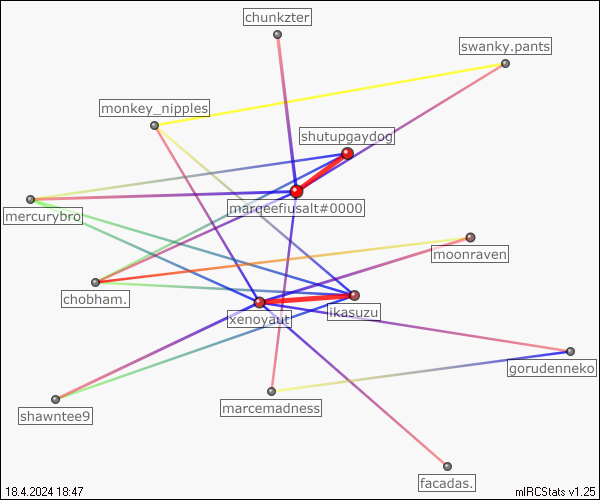 chunkzter
swanky.pants
monkey_nipples
shutupgaydog
marqeefiusalt#0000
mercurybro
moonraven
chobham.
ikasuzu
xenoyaut
gorudenneko
marcemadness
shawntee9
facadas.
18.4.2024 18:47
mIRCStats v1.25